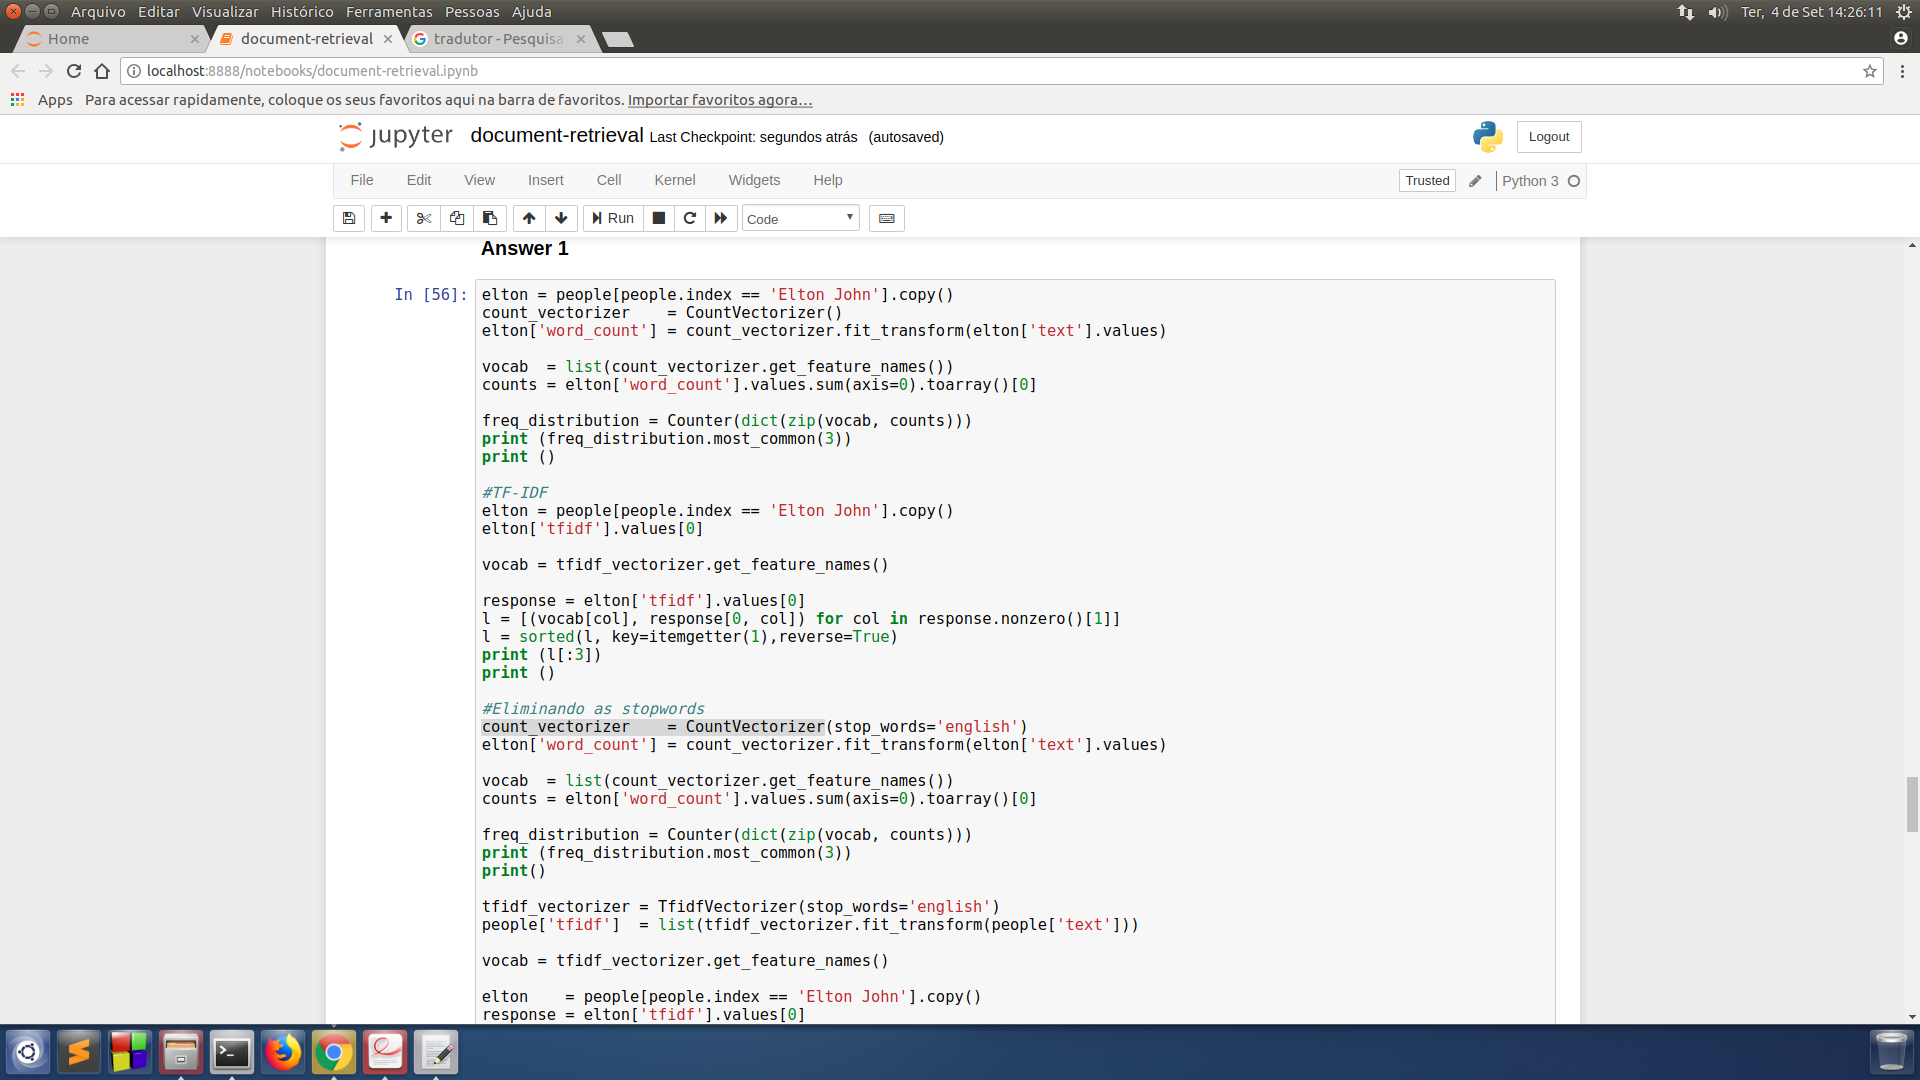 Arquivo Editar Visualizar Histórico Ferramentas Pessoas Ajuda
Ter, 4 de Set 14:26:11
Home
document-retrieval
tradutor - Pesquisa
localhost:8888/notebooks/document-retrieval.ipynb
Apps Para acessar rapidamente, coloque os seus favoritos aqui na barra de favoritos. Importar favoritos agora…
jupyter document-retrieval Last Checkpoint: segundos atrás (autosaved)
Logout
File Edit View Insert Cell Kernel Widgets Help
Trusted
Python 3
Run
Code
Answer 1
In [56]:
elton = people[people.index == 'Elton John'].copy()
count_vectorizer    = CountVectorizer()
elton['word_count'] = count_vectorizer.fit_transform(elton['text'].values)
vocab  = list(count_vectorizer.get_feature_names())
counts = elton['word_count'].values.sum(axis=0).toarray()[0]
freq_distribution = Counter(dict(zip(vocab, counts)))
print (freq_distribution.most_common(3))
print ()
#TF-IDF
elton = people[people.index == 'Elton John'].copy()
elton['tfidf'].values[0]
vocab = tfidf_vectorizer.get_feature_names()
response = elton['tfidf'].values[0]
l = [(vocab[col], response[0, col]) for col in response.nonzero()[1]]
l = sorted(l, key=itemgetter(1),reverse=True)
print (l[:3])
print ()
#Eliminando as stopwords
count_vectorizer    = CountVectorizer(stop_words='english')
elton['word_count'] = count_vectorizer.fit_transform(elton['text'].values)
vocab  = list(count_vectorizer.get_feature_names())
counts = elton['word_count'].values.sum(axis=0).toarray()[0]
freq_distribution = Counter(dict(zip(vocab, counts)))
print (freq_distribution.most_common(3))
print()
tfidf_vectorizer = TfidfVectorizer(stop_words='english')
people['tfidf']  = list(tfidf_vectorizer.fit_transform(people['text']))
vocab = tfidf_vectorizer.get_feature_names()
elton    = people[people.index == 'Elton John'].copy()
response = elton['tfidf'].values[0]